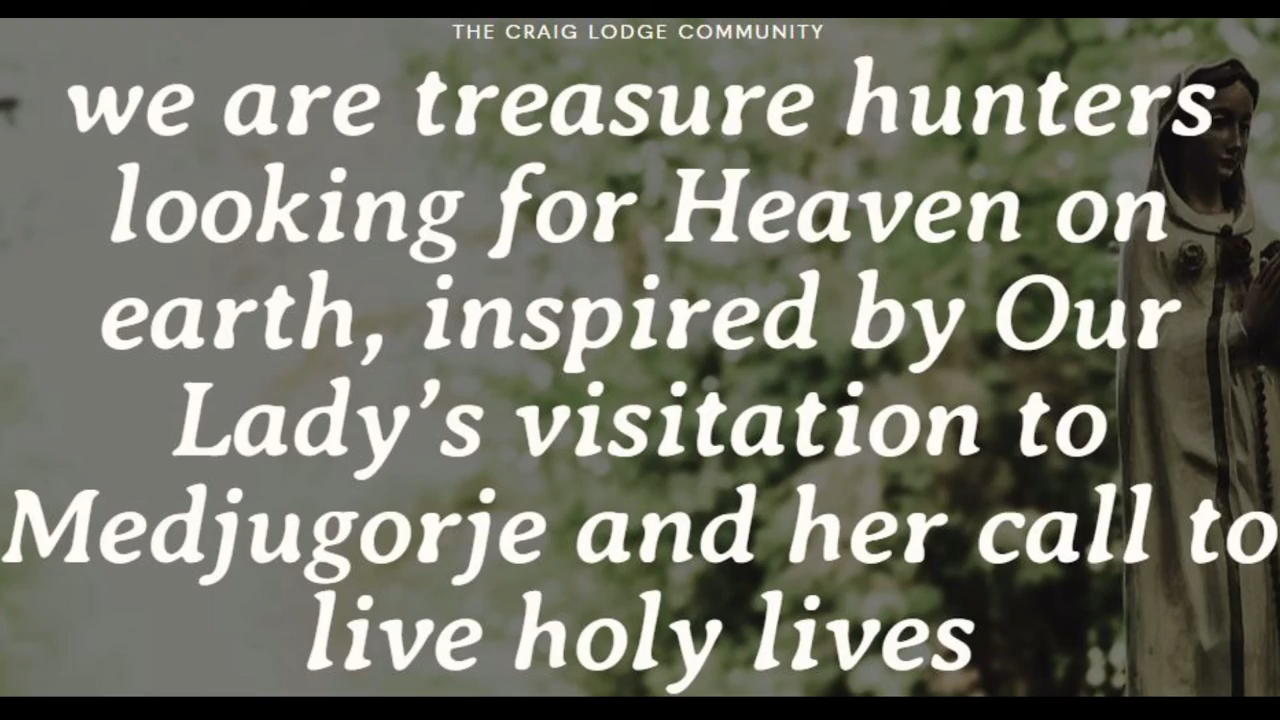 THE CRAIG LODGE COMMUNITY
we are treasure hunters
looking for Heaven on
earth, inspired by Our
Lady’s visitation to
Medjugorje and her call to
live holy lives